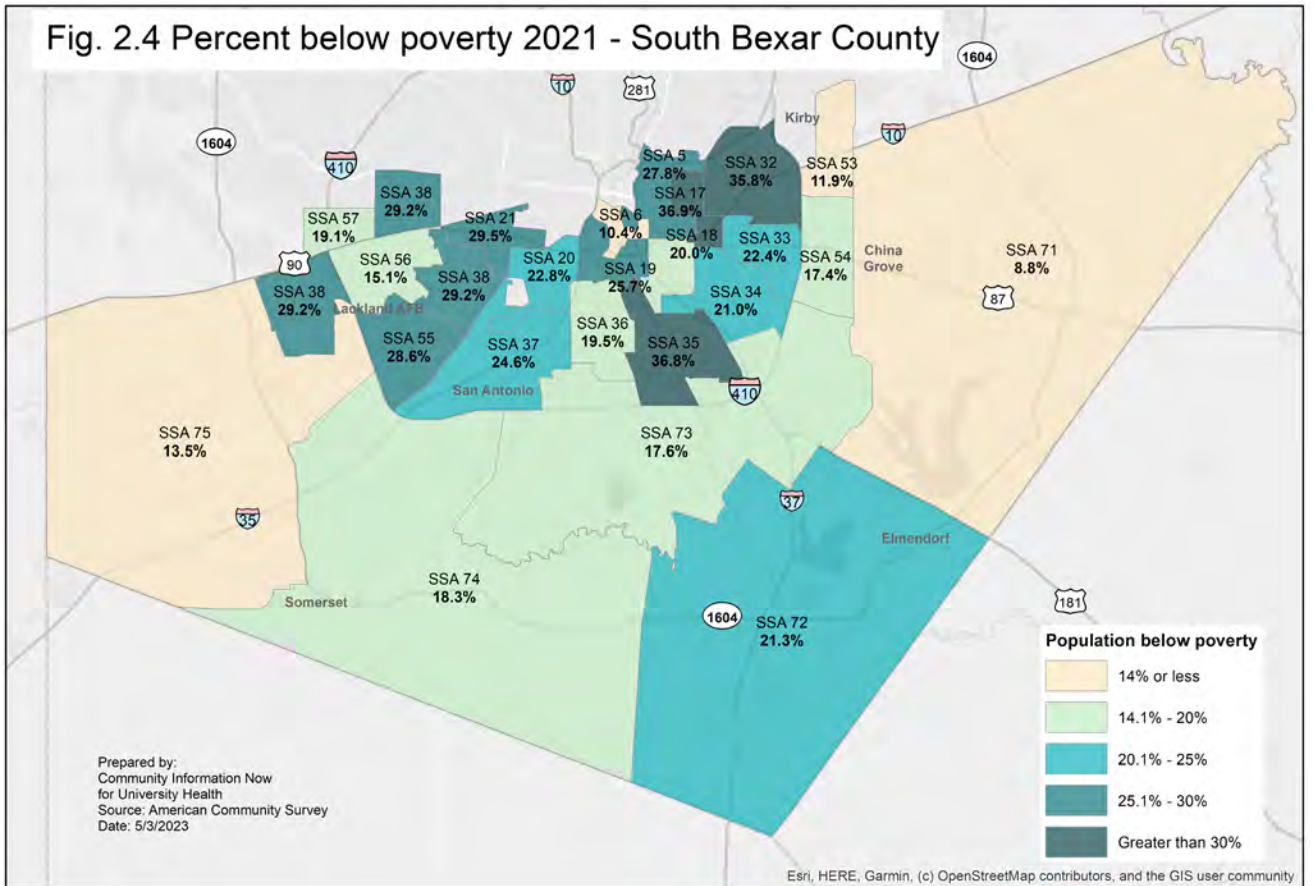 Fig. 2.4 Percent below poverty 2021 - South Bexar County
1604
10
281
1604
Kirby
10
410
SSA 5
27.8%
SSA 32
35.8%
SSA 53
11.9%
SSA 38
29.2%
SSA 17
36.9%
SSA 57
19.1%
SSA 21
29.5%
SSA 6
10.4%
SSA 18
20.0%
SSA 33
22.4%
China
Grove
SSA 71
8.8%
90
SSA 56
15.1%
SSA 20
22.8%
SSA 54
17.4%
SSA 38
29.2%
SSA 19
25.7%
SSA 38
29.2%
SSA 34
21.0%
87
Lackland AFB
SSA 36
19.5%
SSA 55
28.6%
SSA 37
24.6%
SSA 35
36.8%
San Antonio
410
SSA 75
13.5%
SSA 73
17.6%
35
37
Elmendorf
SSA 74
18.3%
Somerset
1604
SSA 72
21.3%
181
Population below poverty
14% or less
14.1% - 20%
20.1% - 25%
25.1% - 30%
Greater than 30%
Prepared by:
Community Information Now
for University Health
Source: American Community Survey
Date: 5/3/2023
Esri, HERE, Garmin, (c) OpenStreetMap contributors, and the GIS user community